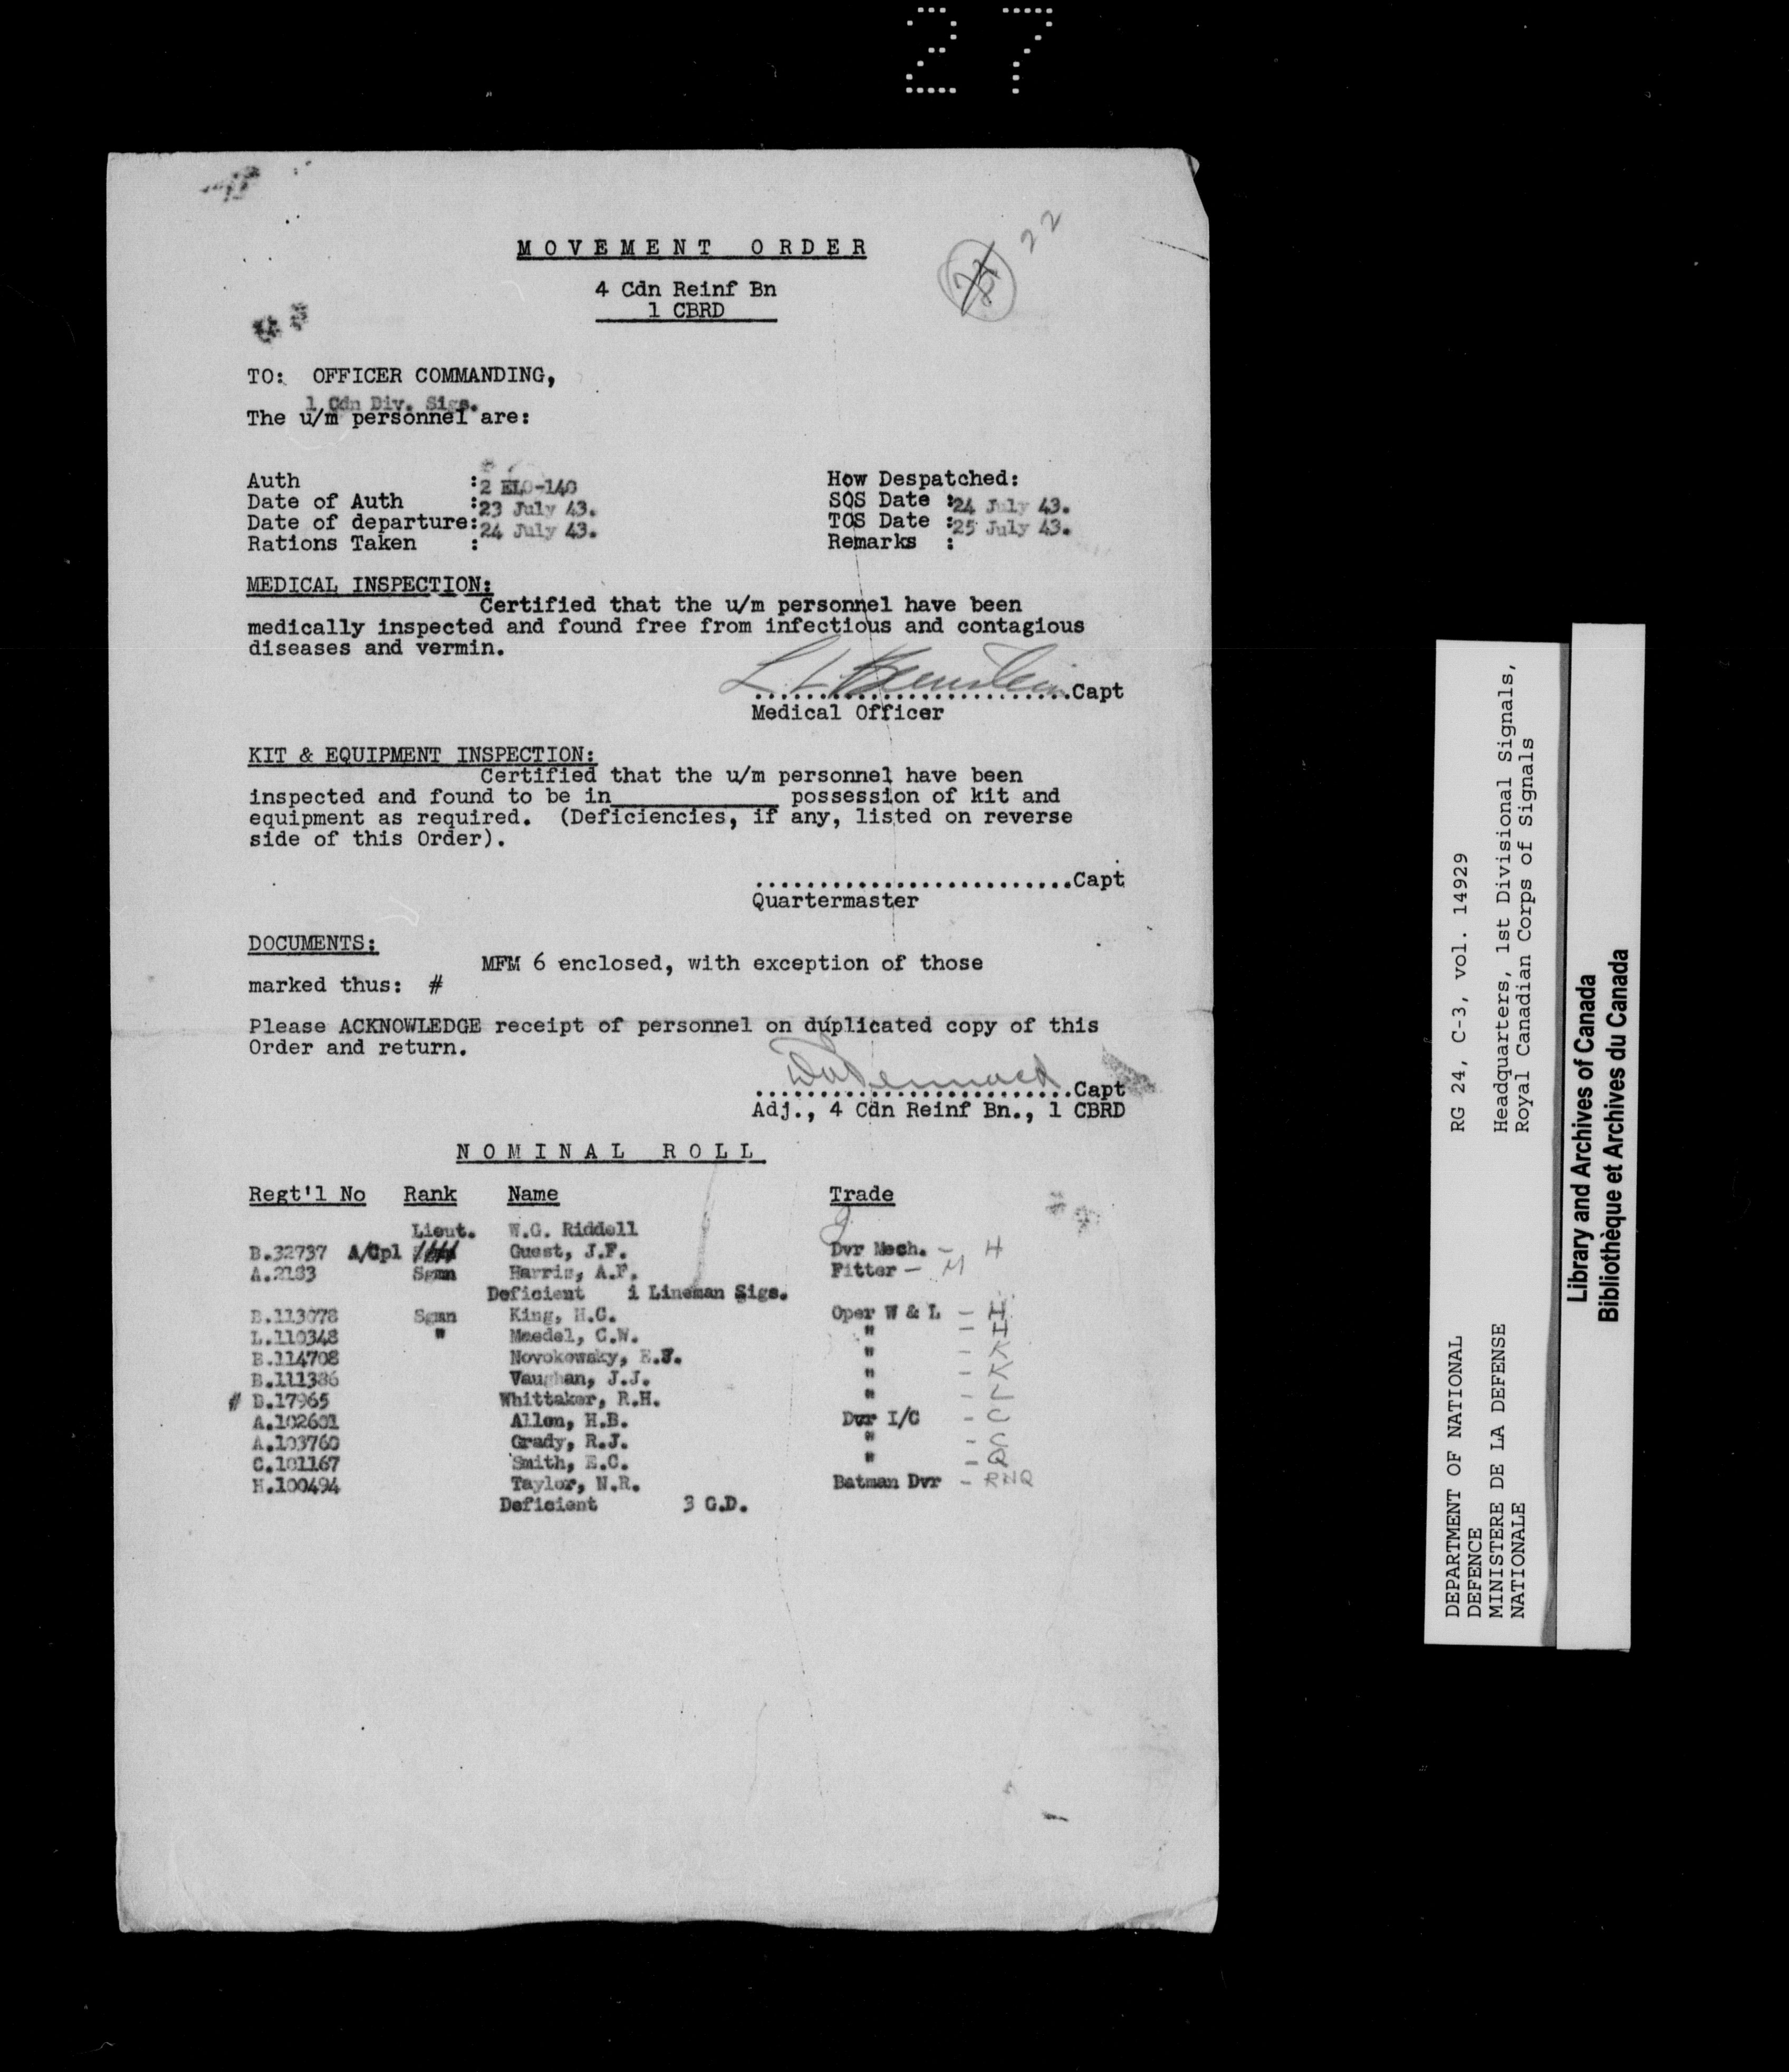 27
22
MOVEMENT ORDER
4 Cdn Reinf Bn
1 CBRD
TO: OFFICER COMMANDING,
1 Cdn Div. Sigs.
The u/m personnel are:
Auth :2 ELO-140 How Despatched:
Date of Auth :23 July 43. SOS Date :24 July 43.
Date of departure:24 July 43. TOS Date :25 July 43.
Rations Taken : Remarks :
MEDICAL INSPECTION:
Certified that the u/m personnel have been
medically inspected and found free from infectious and contagious
diseases and vermin.
..............................Capt
Medical Officer
KIT & EQUIPMENT INSPECTION:
Certified that the u/m personnel have been
inspected and found to be in_____________ possession of kit and
equipment as required. (Deficiencies, if any, listed on reverse
side of this Order).
.........................Capt
Quartermaster
DOCUMENTS:
MFM 6 enclosed, with exception of those
marked thus: #
Please ACKNOWLEDGE receipt of personnel on duplicated copy of this
Order and return.
.........................Capt
Adj., 4 Cdn Reinf Bn., 1 CBRD
NOMINAL ROLL
Regt'l No Rank Name Trade
Lieut. W.G. Riddell
B.32737 A/Cpl Guest, J.F. Dvr Mech. - H
A.2183 Sgmn Harris, A.F. Fitter - M
Deficient 1 Lineman Sigs.
B.113078 Sgmn King, H.C. Oper W & L - H
L.110348 " Maedel, C.W. " - H
B.114708 Novokowsky, E.J. " - K
B.111386 Vaughan, J.J. " - K
# D.17965 Whittaker, R.H. " - L
A.102601 Allen, H.B. Dvr I/C - C
A.103760 Grady, R.J. " - C
C.101167 Smith, E.C. " - Q
H.100494 Taylor, N.R. Batman Dvr - RHQ
Deficient 3 G.D.
DEPARTMENT OF NATIONAL
DEFENCE
MINISTERE DE LA DEFENSE
NATIONALE
RG 24, C-3, vol. 14929
Headquarters, 1st Divisional Signals,
Royal Canadian Corps of Signals
Library and Archives of Canada
Bibliothèque et Archives du Canada